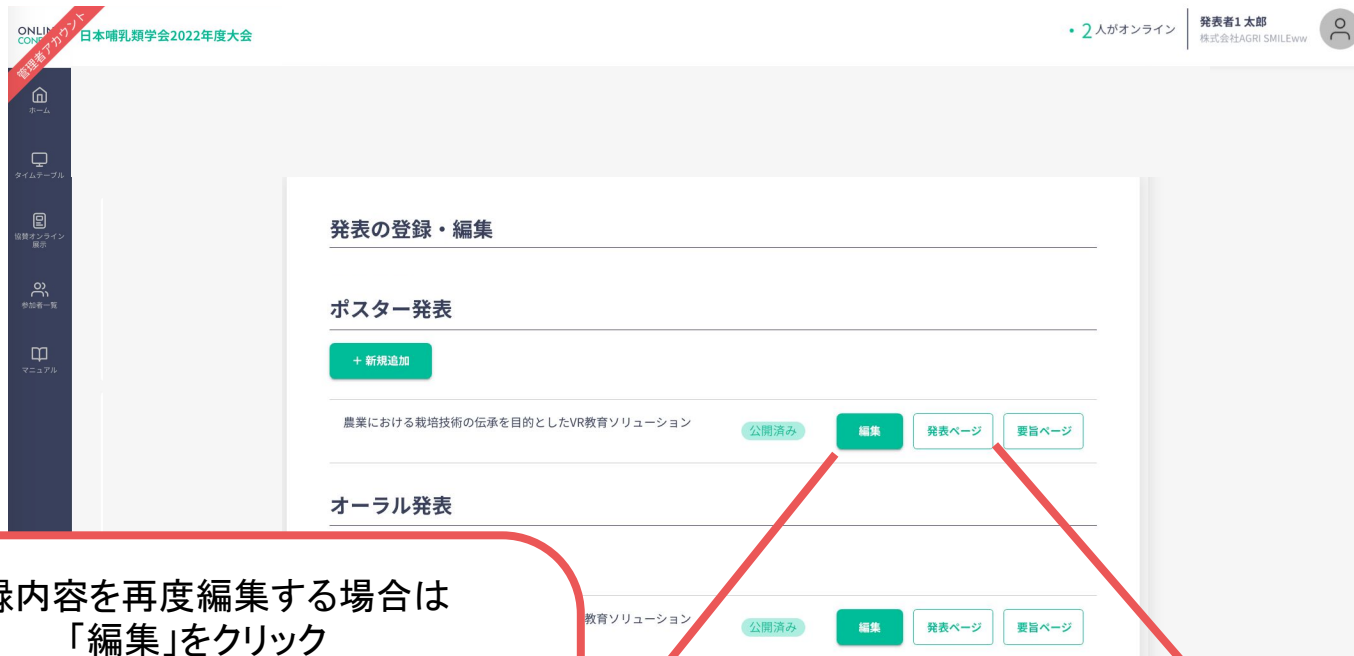 ONLIN
CONF
管理者アカウント
日本哺乳類学会2022年度大会
・2人がオンライン
発表者1 太郎
株式会社AGRI SMILEww
ホーム
タイムテーブル
協賛オンライン
展示
参加者一覧
マニュアル
発表の登録・編集
ポスター発表
+ 新規追加
農業における栽培技術の伝承を目的としたVR教育ソリューション
公開済み
編集
発表ページ
要旨ページ
オーラル発表
教育ソリューション
公開済み
編集
発表ページ
要旨ページ
録内容を再度編集する場合は
「編集」をクリック